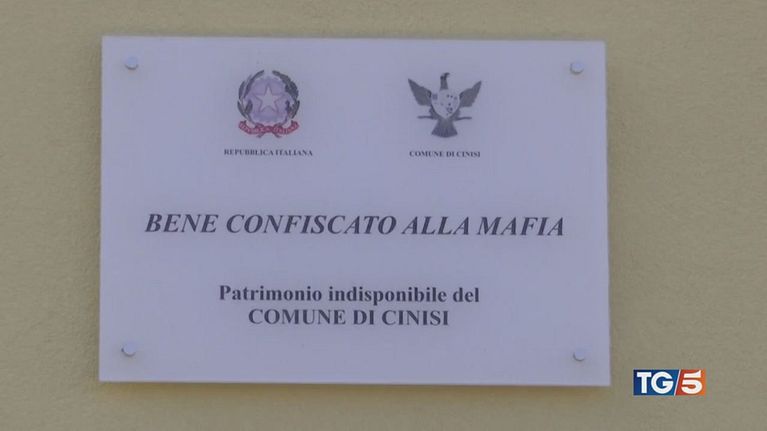 REPUBBLICA ITALIANA
COMUNE DI CINISI
BENE CONFISCATO ALLA MAFIA
Patrimonio indisponibile del
COMUNE DI CINISI
TG5